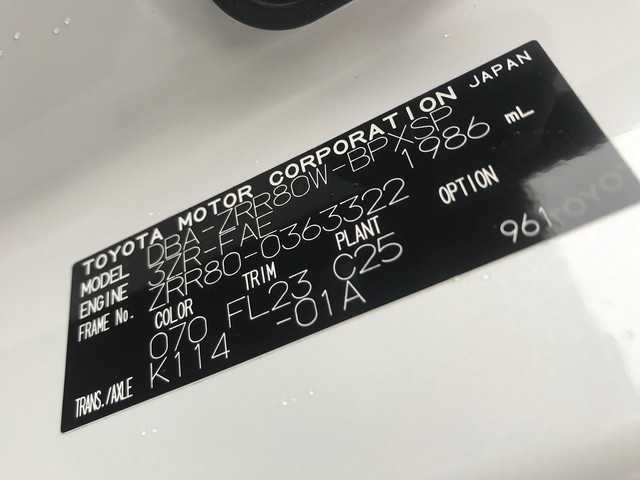 TOYOTA MOTOR CORPORATION JAPAN
MODEL DBA-ZRR80W-BPXSP
ENGINE 3ZR-FAE 1986 mL
FRAME No. ZRR80-0363322
COLOR TRIM PLANT OPTION
070 FL23 C25 961
TRANS./AXLE K114 -01A
TOYO